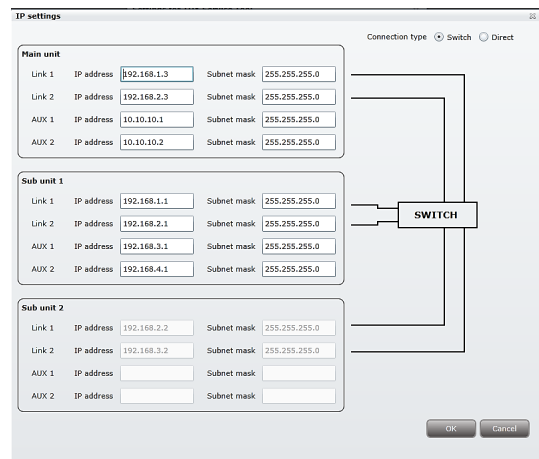 IP settings
Connection type Switch Direct
Main unit
Link 1 IP address 192.168.1.3 Subnet mask 255.255.255.0
Link 2 IP address 192.168.2.3 Subnet mask 255.255.255.0
AUX 1 IP address 10.10.10.1 Subnet mask 255.255.255.0
AUX 2 IP address 10.10.10.2 Subnet mask 255.255.255.0
Sub unit 1
Link 1 IP address 192.168.1.1 Subnet mask 255.255.255.0
Link 2 IP address 192.168.2.1 Subnet mask 255.255.255.0
AUX 1 IP address 192.168.3.1 Subnet mask 255.255.255.0
AUX 2 IP address 192.168.4.1 Subnet mask 255.255.255.0
SWITCH
Sub unit 2
Link 1 IP address 192.168.2.2 Subnet mask 255.255.255.0
Link 2 IP address 192.168.3.2 Subnet mask 255.255.255.0
AUX 1 IP address Subnet mask
AUX 2 IP address Subnet mask
OK Cancel